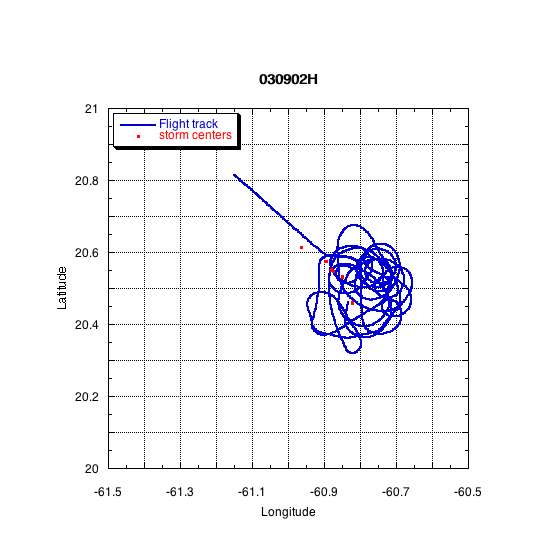 030902H
Flight track
storm centers
21
20.8
20.6
20.4
20.2
20
Latitude
-61.5 -61.3 -61.1 -60.9 -60.7 -60.5
Longitude